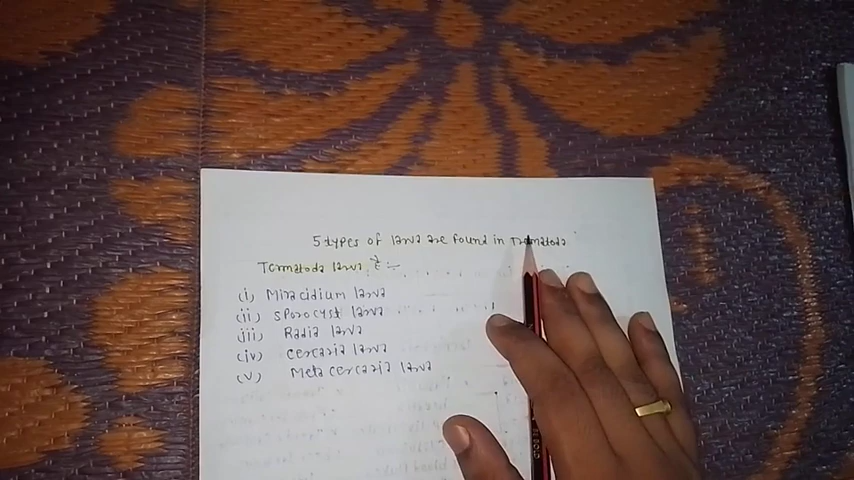 5 types of larva are found in Trematoda
Termatoda larva :-
(i) Miracidium larva
(ii) sporocyst larva
(iii) Radia larva
(iv) cercaria larva
(v) Meta cercaria larva